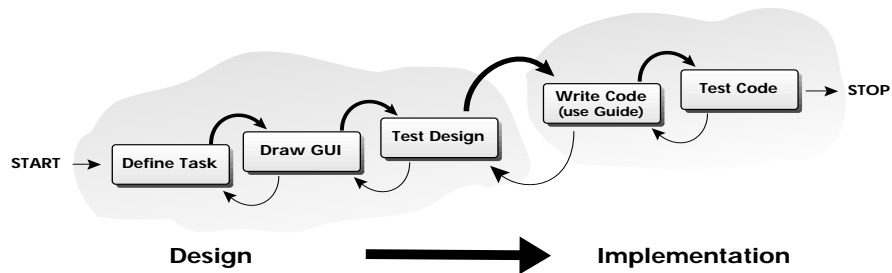 START
Define Task
Draw GUI
Test Design
Write Code
(use Guide)
Test Code
STOP
Design
Implementation